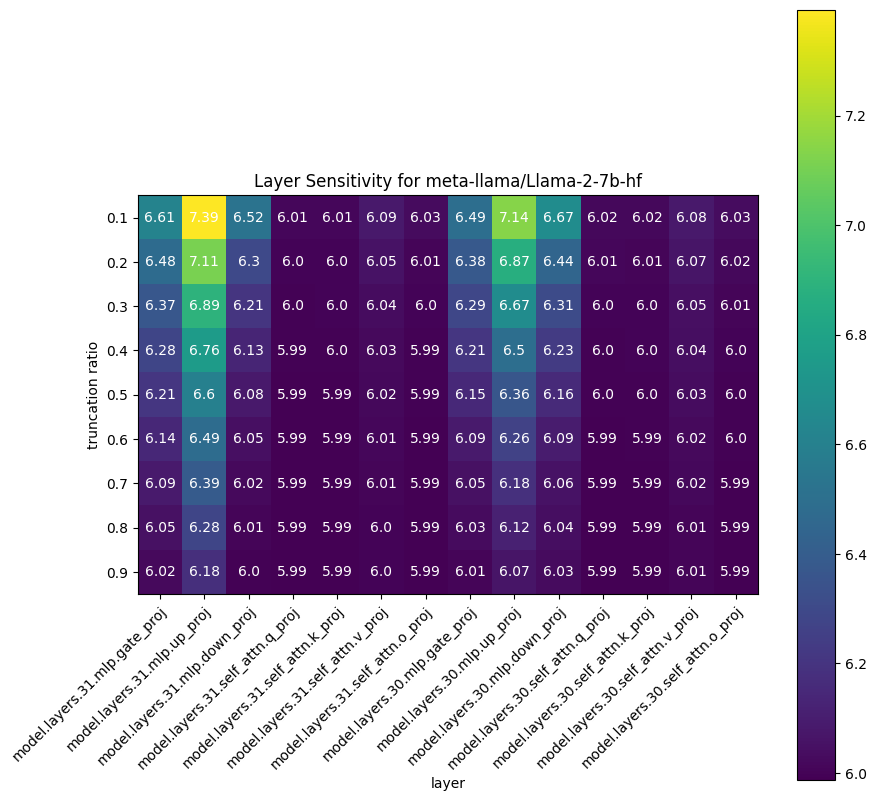 Layer Sensitivity for meta-llama/Llama-2-7b-hf
truncation ratio
0.1 6.61 7.39 6.52 6.01 6.01 6.09 6.03 6.49 7.14 6.67 6.02 6.02 6.08 6.03
0.2 6.48 7.11 6.3 6.0 6.0 6.05 6.01 6.38 6.87 6.44 6.01 6.01 6.07 6.02
0.3 6.37 6.89 6.21 6.0 6.0 6.04 6.0 6.29 6.67 6.31 6.0 6.0 6.05 6.01
0.4 6.28 6.76 6.13 5.99 6.0 6.03 5.99 6.21 6.5 6.23 6.0 6.0 6.04 6.0
0.5 6.21 6.6 6.08 5.99 5.99 6.02 5.99 6.15 6.36 6.16 6.0 6.0 6.03 6.0
0.6 6.14 6.49 6.05 5.99 5.99 6.01 5.99 6.09 6.26 6.09 5.99 5.99 6.02 6.0
0.7 6.09 6.39 6.02 5.99 5.99 6.01 5.99 6.05 6.18 6.06 5.99 5.99 6.02 5.99
0.8 6.05 6.28 6.01 5.99 5.99 6.0 5.99 6.03 6.12 6.04 5.99 5.99 6.01 5.99
0.9 6.02 6.18 6.0 5.99 5.99 6.0 5.99 6.01 6.07 6.03 5.99 5.99 6.01 5.99
model.layers.31.mlp.gate_proj
model.layers.31.mlp.up_proj
model.layers.31.mlp.down_proj
model.layers.31.self_attn.q_proj
model.layers.31.self_attn.k_proj
model.layers.31.self_attn.v_proj
model.layers.31.self_attn.o_proj
model.layers.30.mlp.gate_proj
model.layers.30.mlp.up_proj
model.layers.30.mlp.down_proj
model.layers.30.self_attn.q_proj
model.layers.30.self_attn.k_proj
model.layers.30.self_attn.v_proj
model.layers.30.self_attn.o_proj
layer
7.2
7.0
6.8
6.6
6.4
6.2
6.0